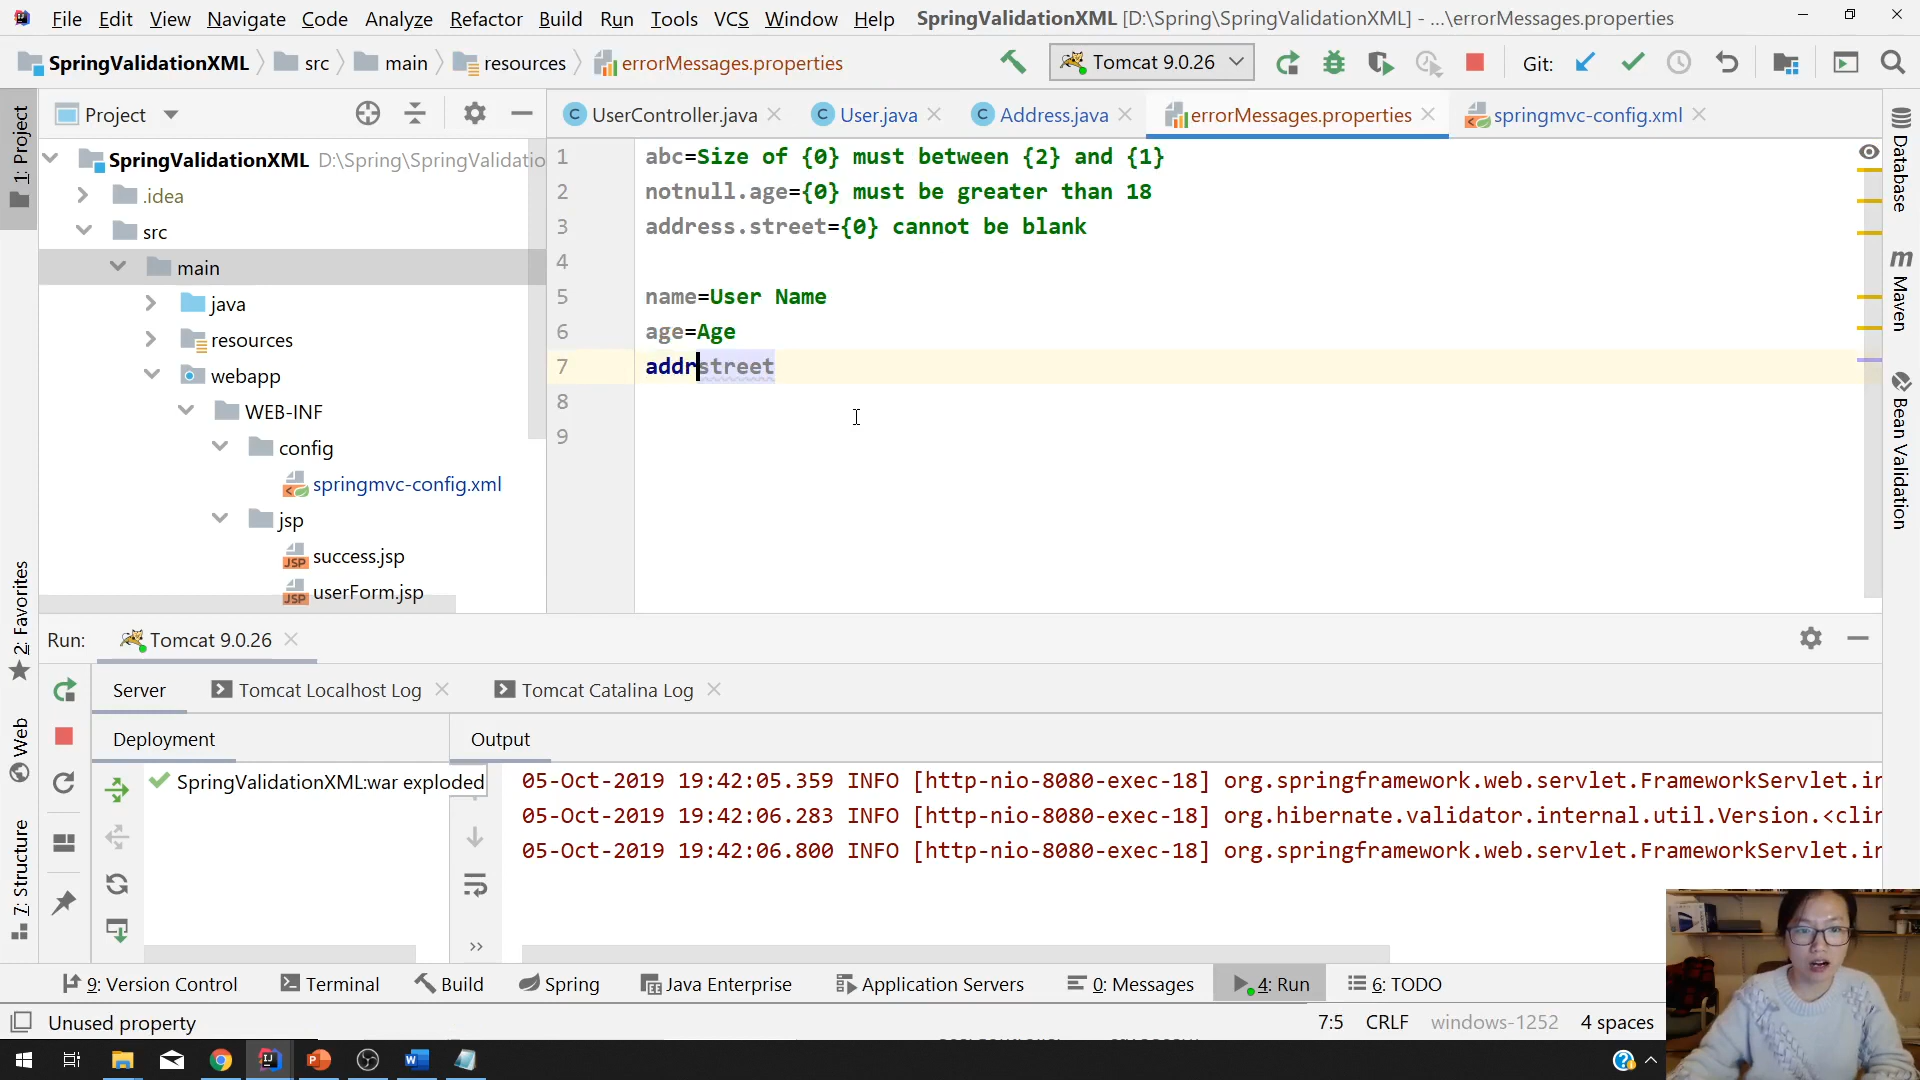 File Edit View Navigate Code Analyze Refactor Build Run Tools VCS Window Help SpringValidationXML [D:\Spring\SpringValidationXML] - ...\errorMessages.properties
SpringValidationXML src main resources errorMessages.properties Tomcat 9.0.26 Git:
Project
UserController.java User.java Address.java errorMessages.properties springmvc-config.xml
SpringValidationXML D:\Spring\SpringValidatio
.idea
src
main
java
resources
webapp
WEB-INF
config
springmvc-config.xml
jsp
success.jsp
userForm.jsp
1 abc=Size of {0} must between {2} and {1}
2 notnull.age={0} must be greater than 18
3 address.street={0} cannot be blank
4
5 name=User Name
6 age=Age
7 addrstreet
8
9
1: Project
2: Favorites
Web
7: Structure
Database
m Maven
Bean Validation
Run: Tomcat 9.0.26
Server Tomcat Localhost Log Tomcat Catalina Log
Deployment Output
SpringValidationXML:war exploded
05-Oct-2019 19:42:05.359 INFO [http-nio-8080-exec-18] org.springframework.web.servlet.FrameworkServlet.in
05-Oct-2019 19:42:06.283 INFO [http-nio-8080-exec-18] org.hibernate.validator.internal.util.Version.<clin
05-Oct-2019 19:42:06.800 INFO [http-nio-8080-exec-18] org.springframework.web.servlet.FrameworkServlet.in
9: Version Control Terminal Build Spring Java Enterprise Application Servers 0: Messages 4: Run 6: TODO
Unused property 7:5 CRLF windows-1252 4 spaces